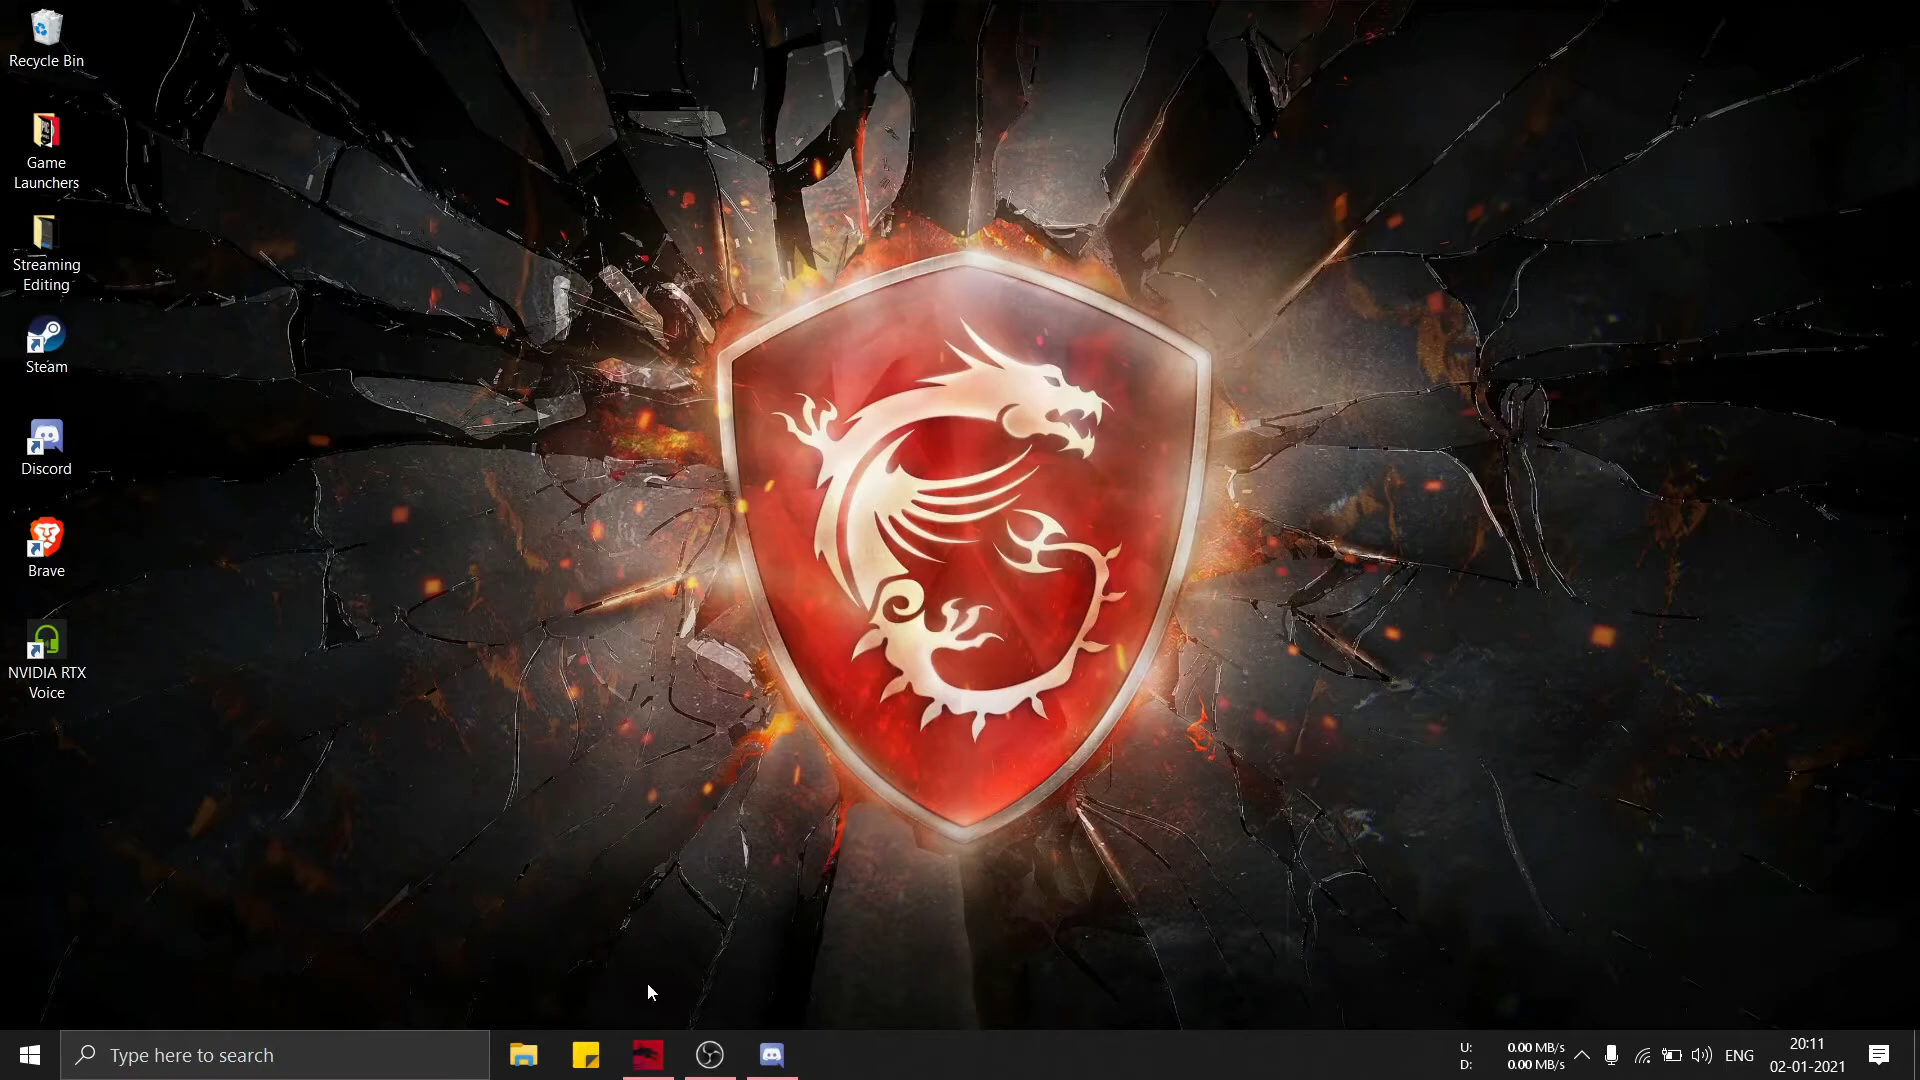 Recycle Bin
Game
Launchers
Streaming
Editing
Steam
Discord
Brave
NVIDIA RTX
Voice
Type here to search
U: 0.00 MB/s
D: 0.00 MB/s
ENG
20:11
02-01-2021